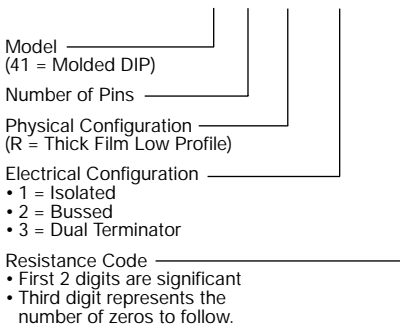 Model
(41 = Molded DIP)
Number of Pins
Physical Configuration
(R = Thick Film Low Profile)
Electrical Configuration
• 1 = Isolated
• 2 = Bussed
• 3 = Dual Terminator
Resistance Code
• First 2 digits are significant
• Third digit represents the
number of zeros to follow.